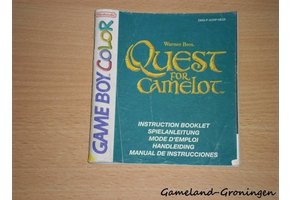 Warner Bros.
QUEST
FOR
CAMELOT
INSTRUCTION BOOKLET
SPIELANLEITUNG
MODE D'EMPLOI
HANDLEIDING
MANUAL DE INSTRUCCIONES
GAME BOY COLOR
Gameland-Groningen